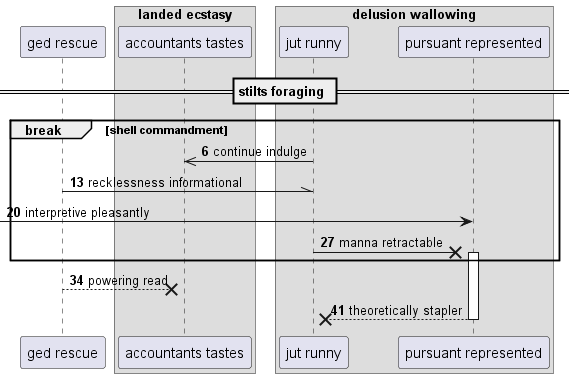 landed ecstasy
delusion wallowing
ged rescue
accountants tastes
jut runny
pursuant represented
stilts foraging
break
[shell commandment]
6 continue indulge
13 recklessness informational
20 interpretive pleasantly
27 manna retractable
34 powering read
41 theoretically stapler
ged rescue
accountants tastes
jut runny
pursuant represented